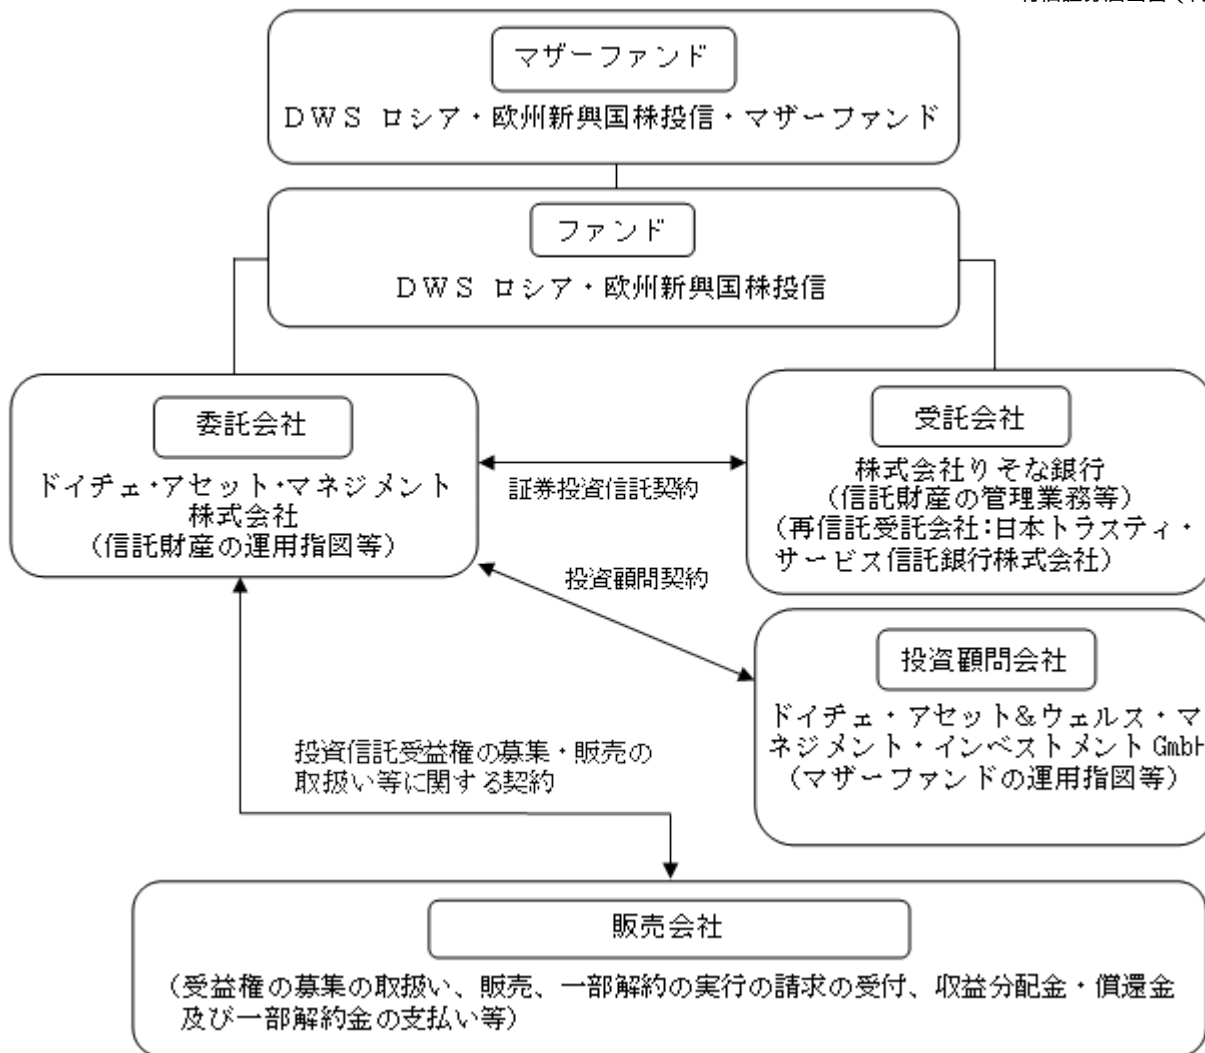 マザーファンド
ＤＷＳ ロシア・欧州新興国株投信・マザーファンド
ファンド
ＤＷＳ ロシア・欧州新興国株投信
委託会社
ドイチェ・アセット・マネジメント
株式会社
（信託財産の運用指図等）
証券投資信託契約
受託会社
株式会社りそな銀行
（信託財産の管理業務等）
（再信託受託会社：日本トラスティ・
サービス信託銀行株式会社）
投資顧問契約
投資顧問会社
ドイチェ・アセット＆ウェルス・マ
ネジメント・インベストメント GmbH
（マザーファンドの運用指図等）
投資信託受益権の募集・販売の
取扱い等に関する契約
販売会社
（受益権の募集の取扱い、販売、一部解約の実行の請求の受付、収益分配金・償還金
及び一部解約金の支払い等）